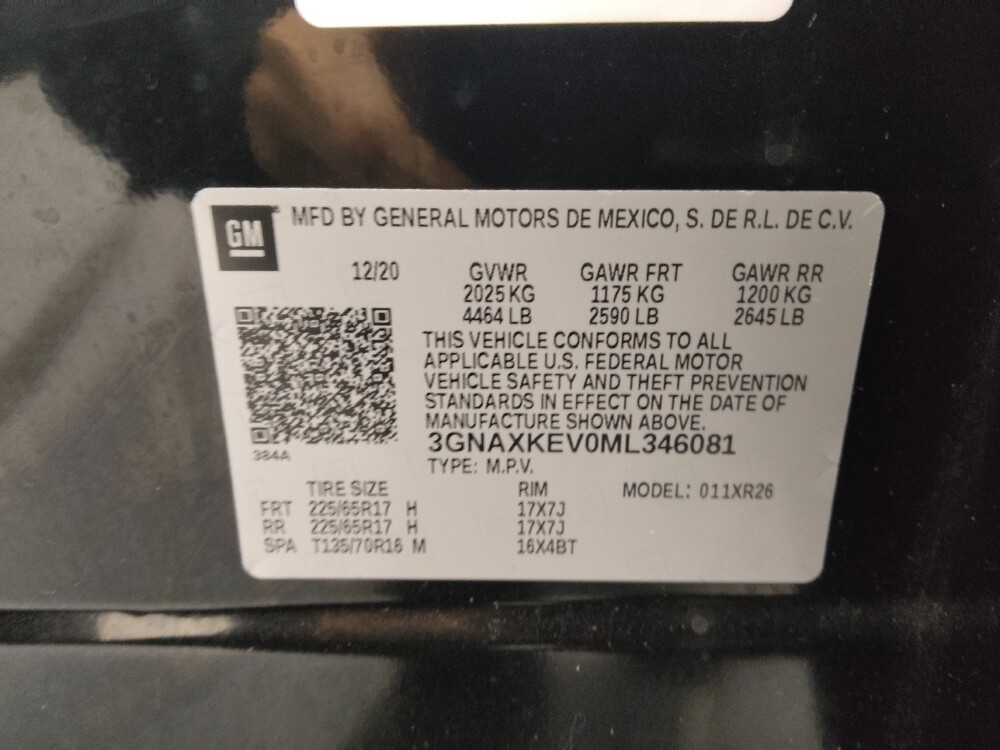 GM
MFD BY GENERAL MOTORS DE MEXICO, S. DE R.L. DE C.V.
12/20 GVWR GAWR FRT GAWR RR
2025 KG 1175 KG 1200 KG
4464 LB 2590 LB 2645 LB
THIS VEHICLE CONFORMS TO ALL
APPLICABLE U.S. FEDERAL MOTOR
VEHICLE SAFETY AND THEFT PREVENTION
STANDARDS IN EFFECT ON THE DATE OF
MANUFACTURE SHOWN ABOVE.
3GNAXKEV0ML346081
384A
TYPE: M.P.V.
TIRE SIZE RIM MODEL: 011XR26
FRT 225/65R17 H 17X7J
RR 225/65R17 H 17X7J
SPA T135/70R16 M 16X4BT